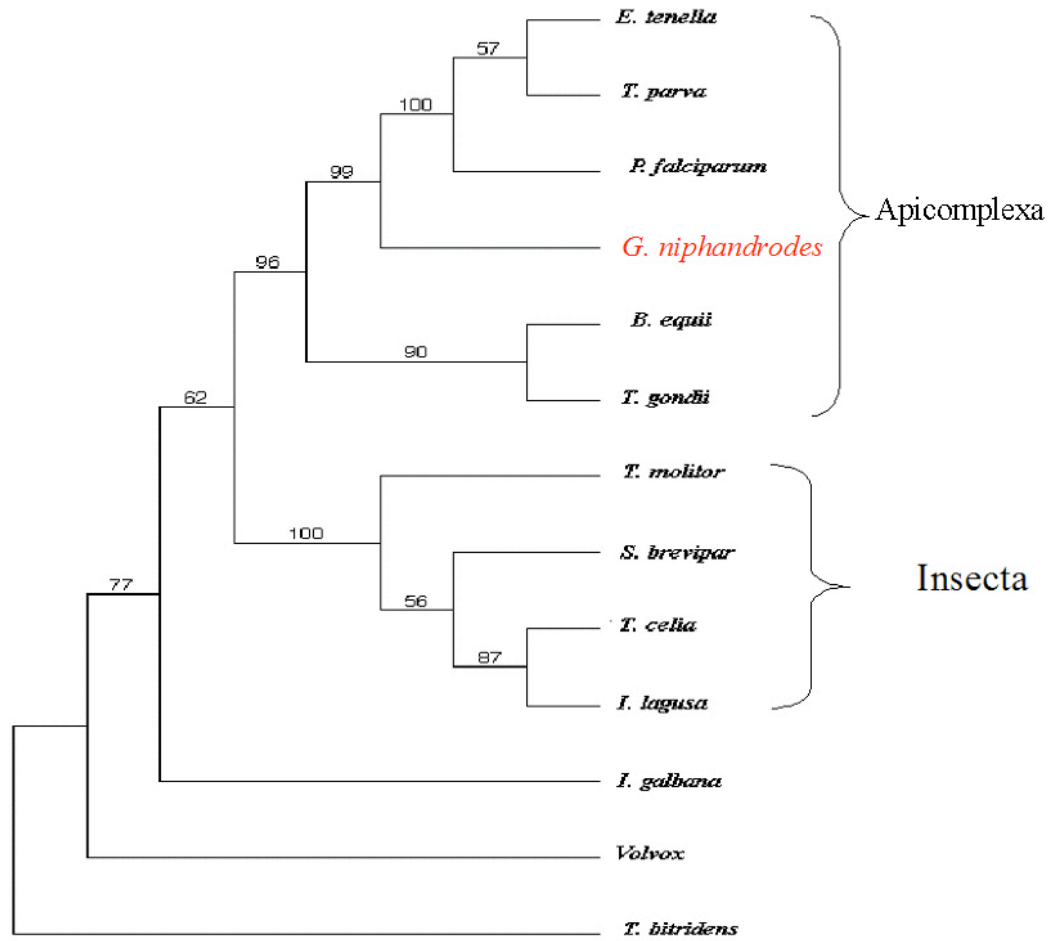 E. tenella
57
T. parva
100
P. falciparum
99
Apicomplexa
G. niphandrodes
96
B. equii
90
T. gondii
62
T. molitor
100
S. brevipar
Insecta
77
56
T. celia
87
I. lagusa
I. galbana
Volvox
T. bitridens